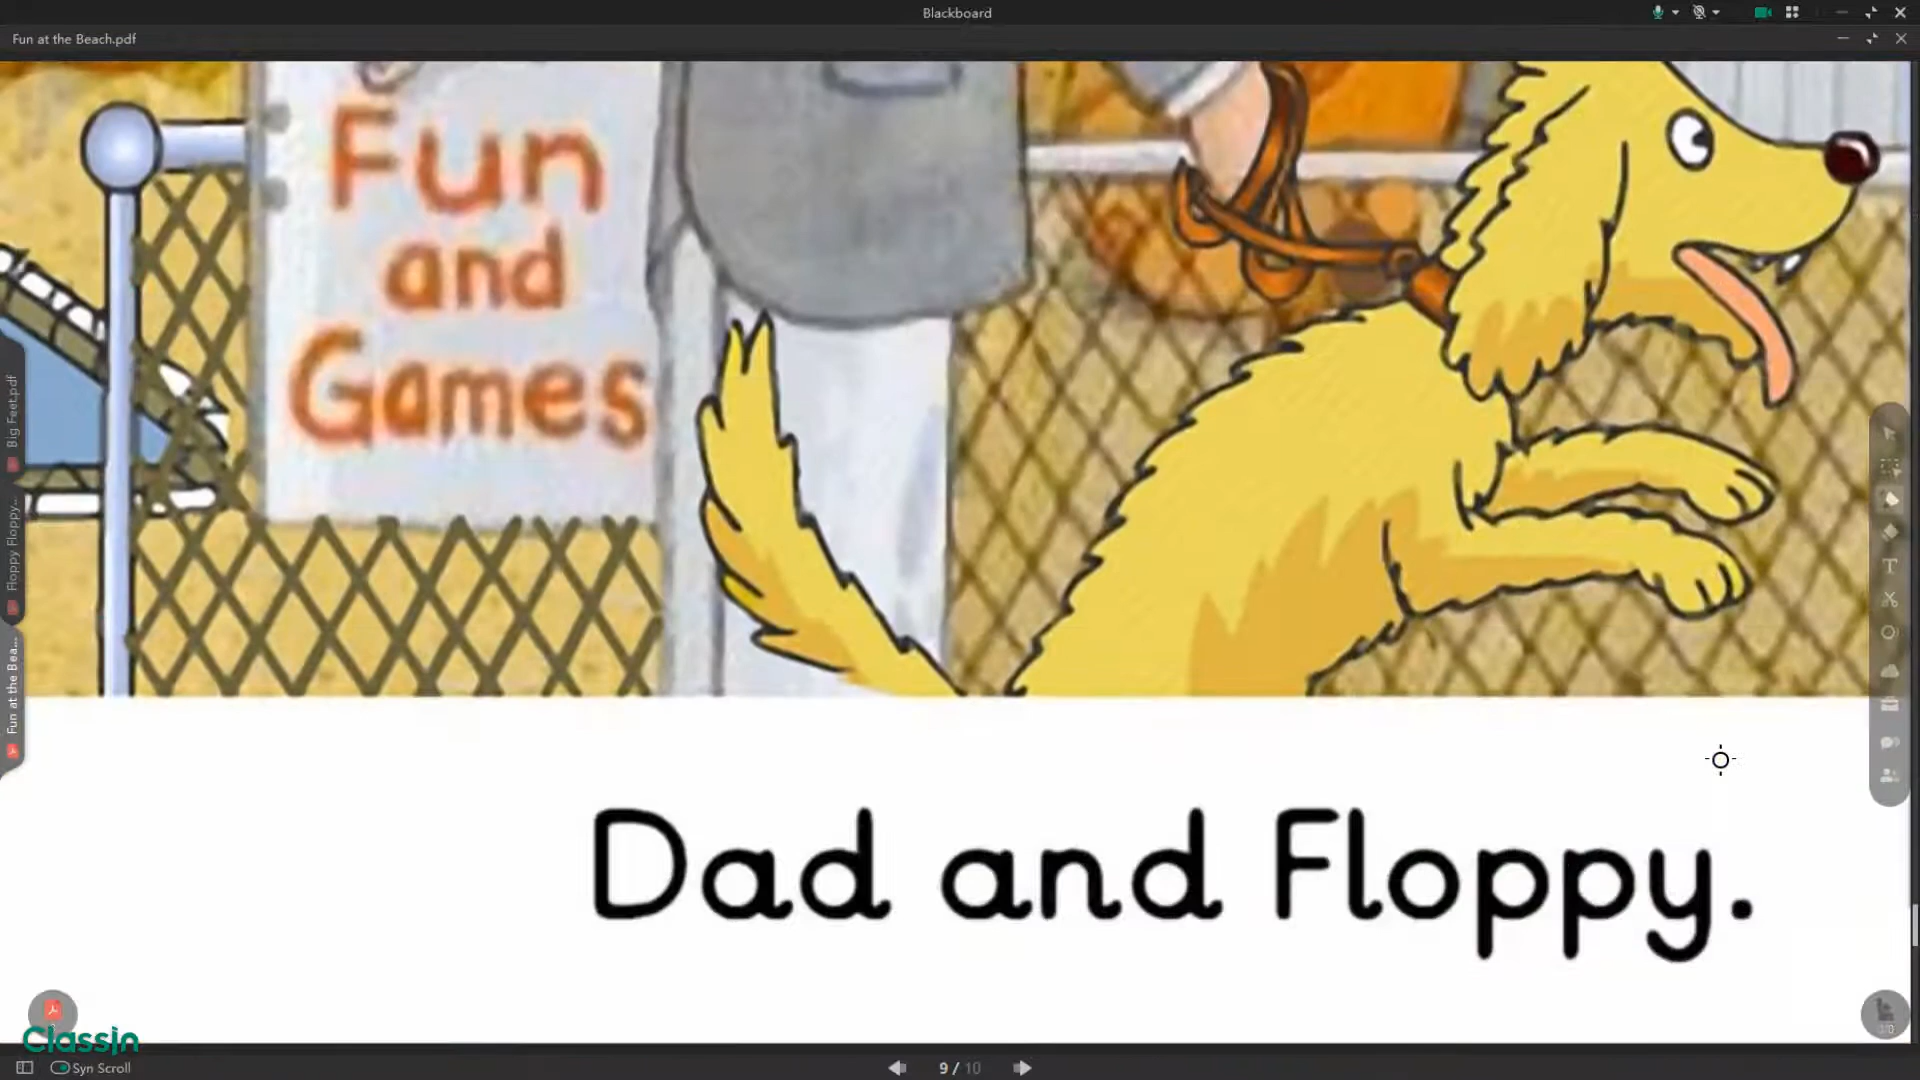 Blackboard
Fun at the Beach.pdf
Fun
and
Games
Big Feet.pdf
Floppy Floppy...
Fun at the Bea...
Dad and Floppy.
ClassIn
Syn Scroll
9 / 10
T